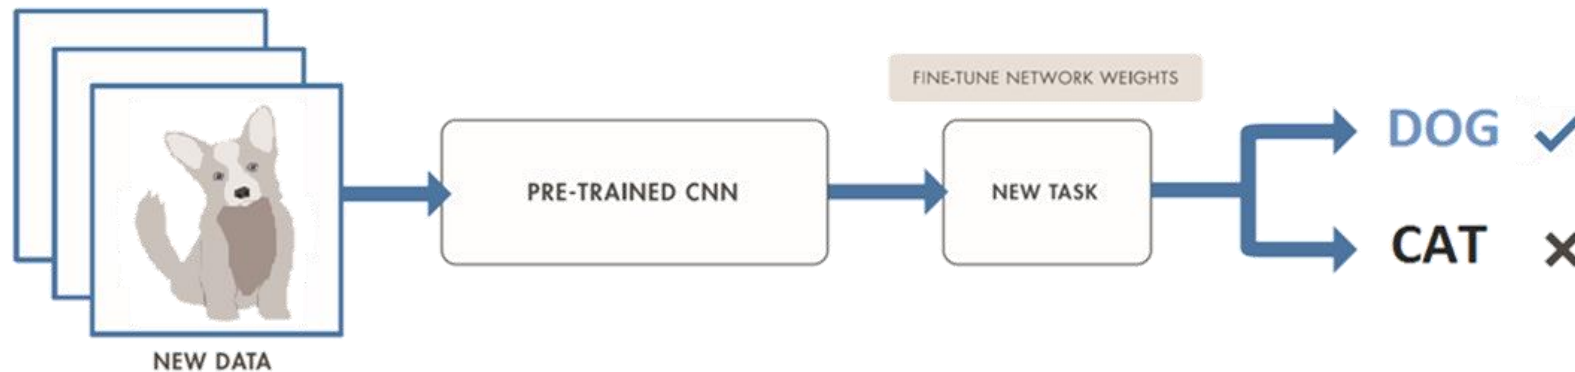 FINE-TUNE NETWORK WEIGHTS
DOG
PRE-TRAINED CNN
NEW TASK
CAT
NEW DATA